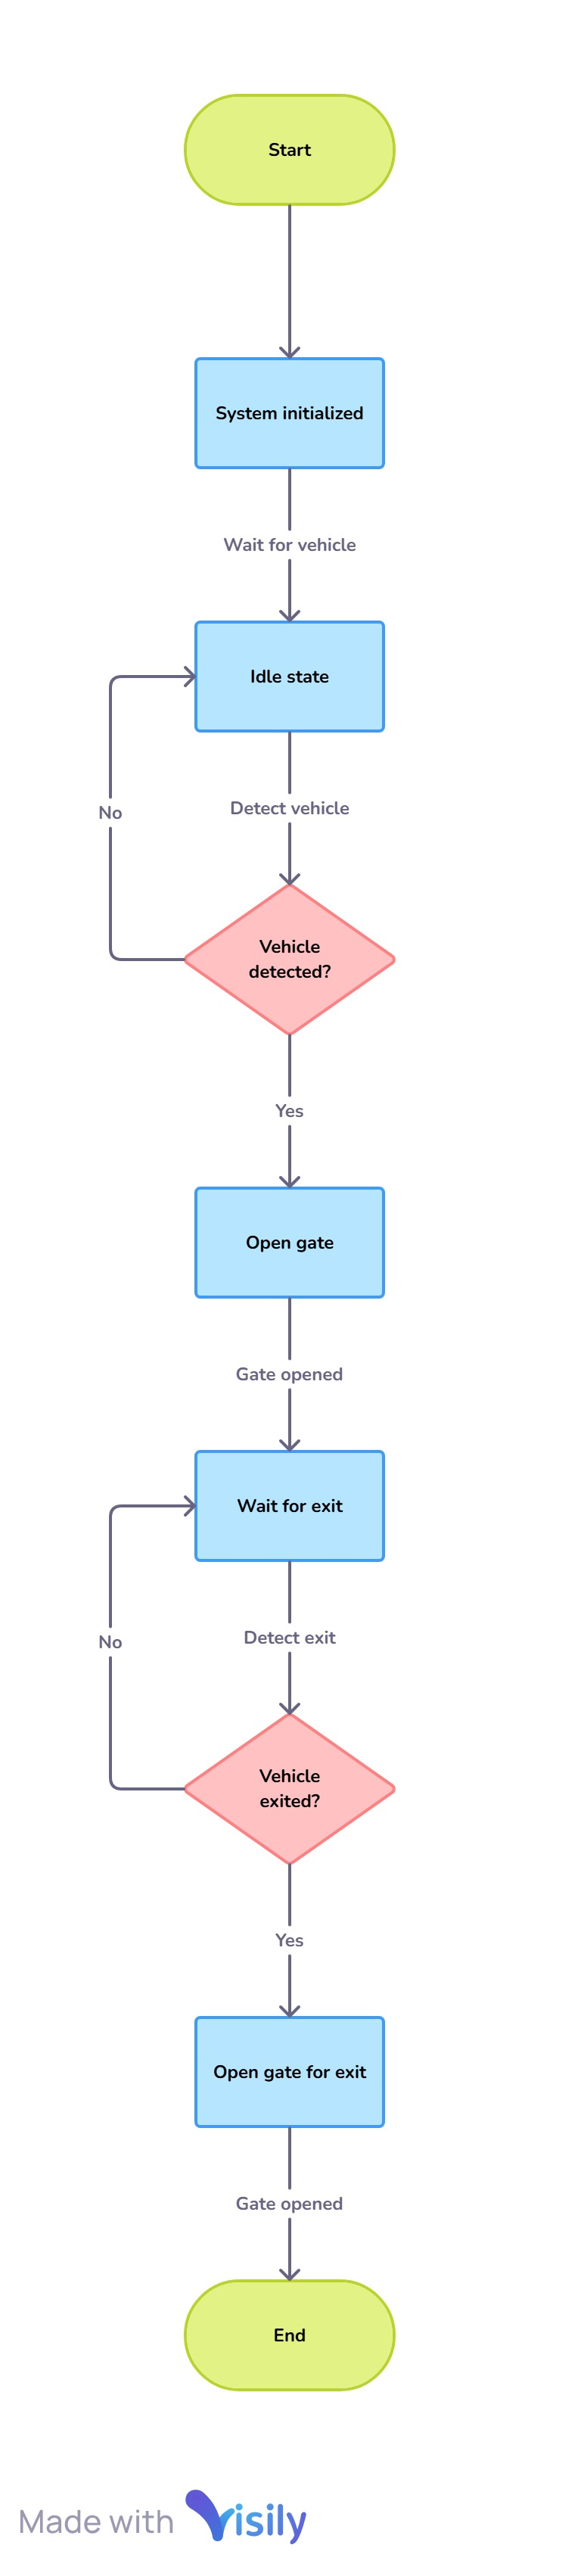 Start
System initialized
Wait for vehicle
Idle state
No
Detect vehicle
Vehicle
detected?
Yes
Open gate
Gate opened
Wait for exit
No
Detect exit
Vehicle
exited?
Yes
Open gate for exit
Gate opened
End
Made with Visily